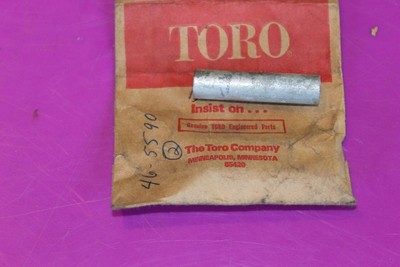 TORO
Insist on...
Genuine TORO Engineered Parts
The Toro Company
MINNEAPOLIS, MINNESOTA
55420
46-5590
2